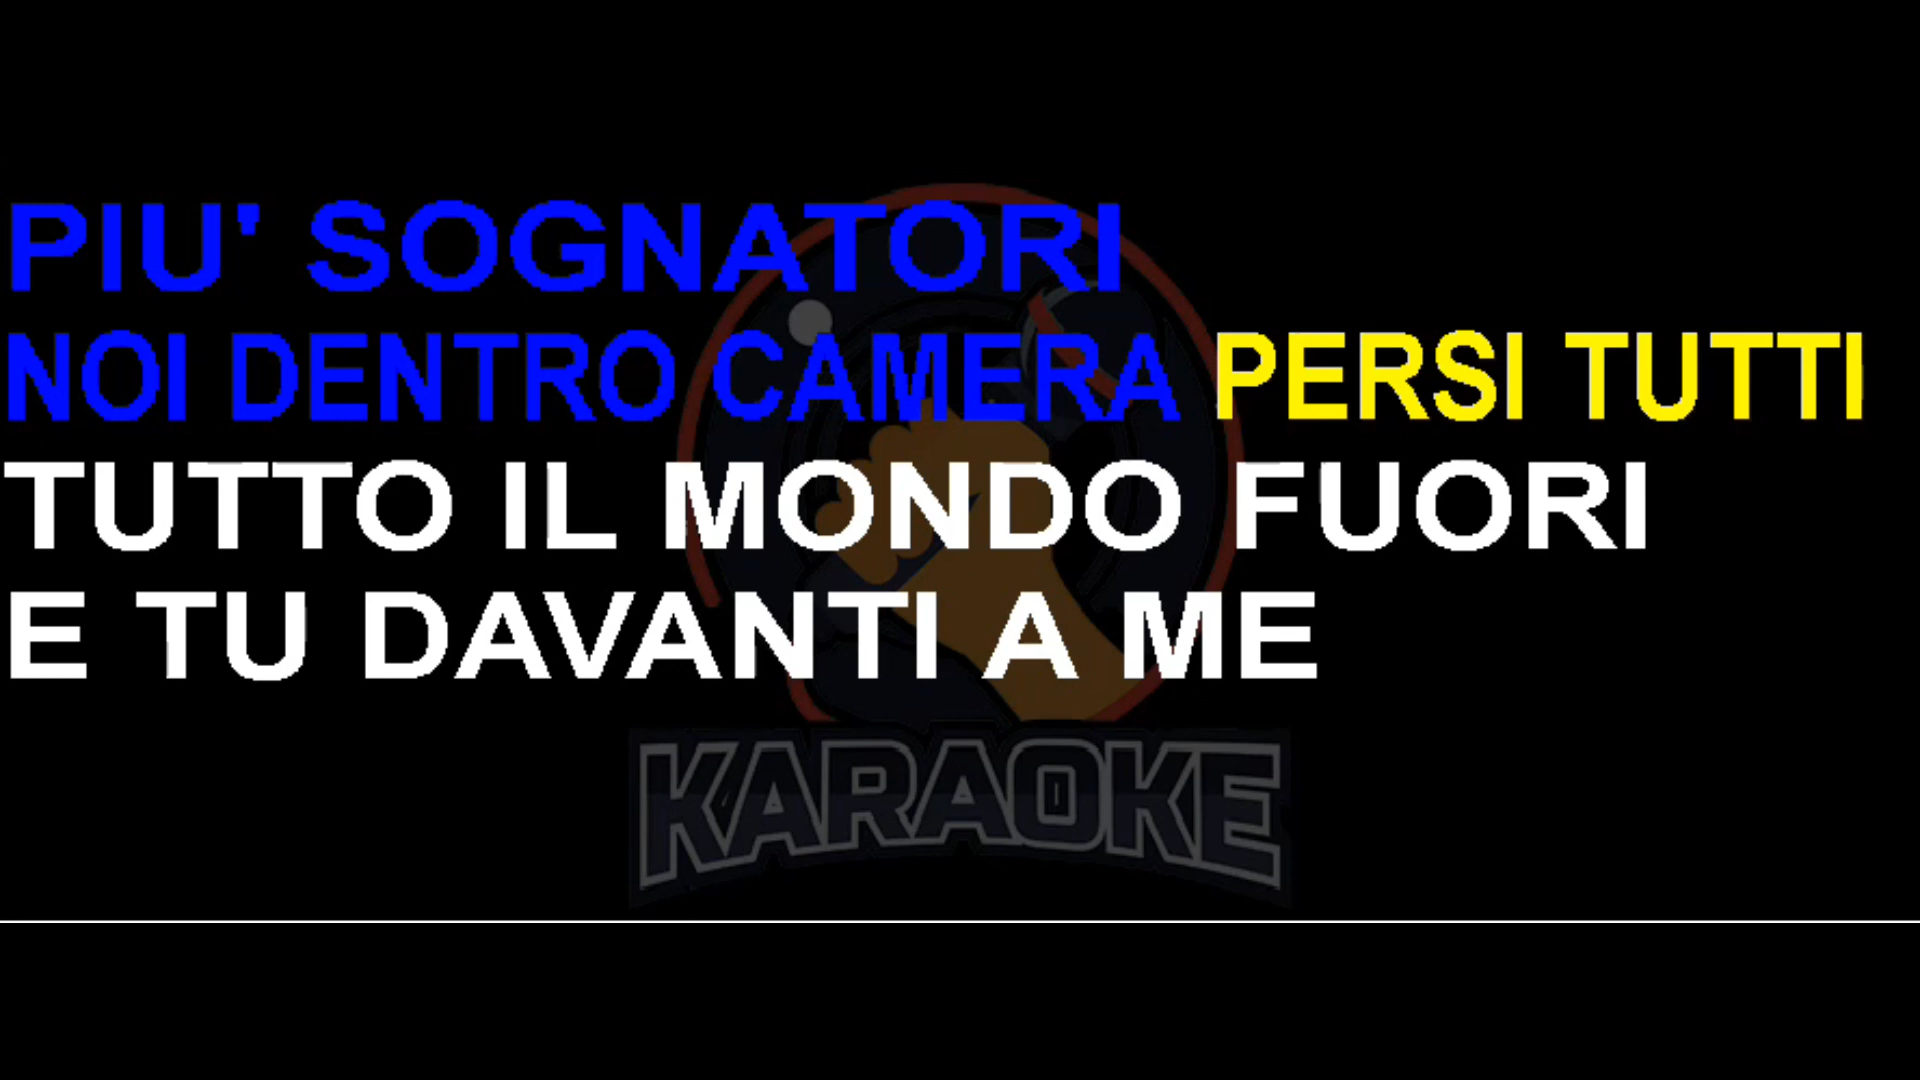 PIU' SOGNATORI
NOI DENTRO CAMERA PERSI TUTTI
TUTTO IL MONDO FUORI
E TU DAVANTI A ME
KARAOKE